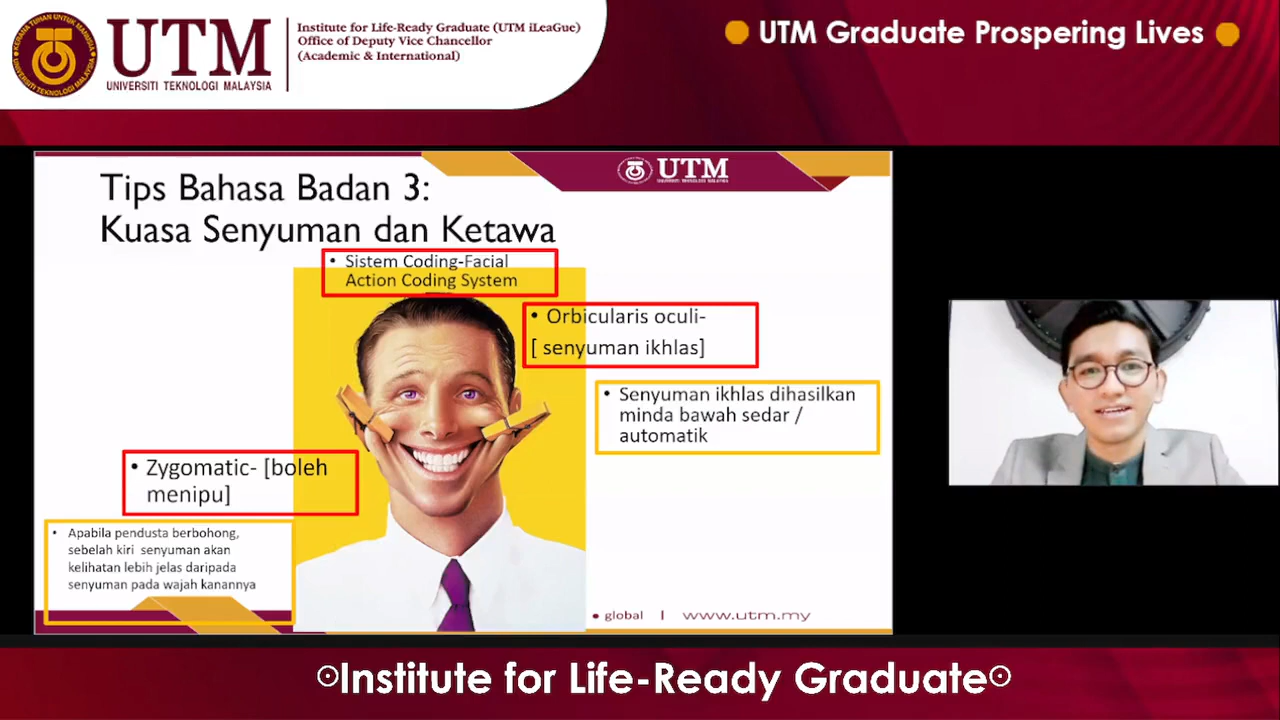 UTM
UNIVERSITI TEKNOLOGI MALAYSIA
Institute for Life-Ready Graduate (UTM iLeaGue)
Office of Deputy Vice Chancellor
(Academic & International)
UTM Graduate Prospering Lives
UTM
UNIVERSITI TEKNOLOGI MALAYSIA
Tips Bahasa Badan 3:
Kuasa Senyuman dan Ketawa
• Sistem Coding-Facial
Action Coding System
• Orbicularis oculi-
[ senyuman ikhlas]
• Senyuman ikhlas dihasilkan
minda bawah sedar /
automatik
• Zygomatic- [boleh
menipu]
• Apabila pendusta berbohong,
sebelah kiri senyuman akan
kelihatan lebih jelas daripada
senyuman pada wajah kanannya
• global | www.utm.my
Institute for Life-Ready Graduate